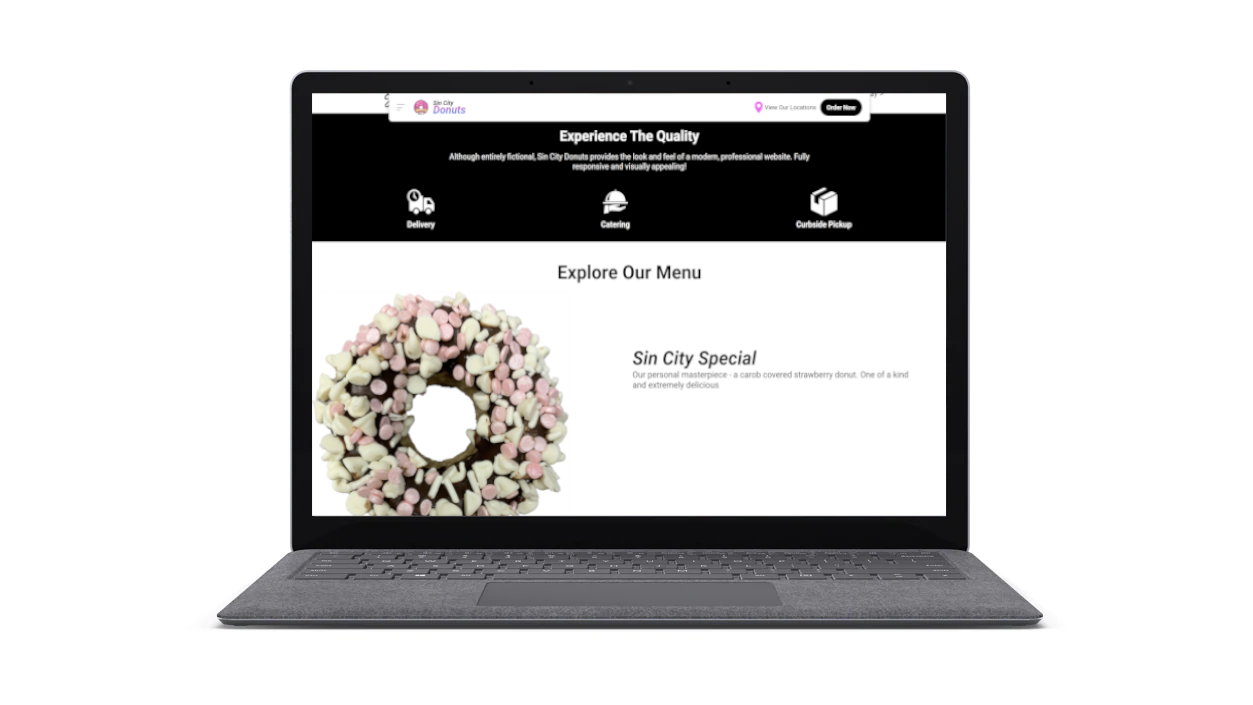 Sin City
Donuts
View Our Locations
Order Now
Experience The Quality
Although entirely fictional, Sin City Donuts provides the look and feel of a modern, professional website. Fully
responsive and visually appealing!
Delivery
Catering
Curbside Pickup
Explore Our Menu
Sin City Special
Our personal masterpiece - a carob covered strawberry donut. One of a kind
and extremely delicious